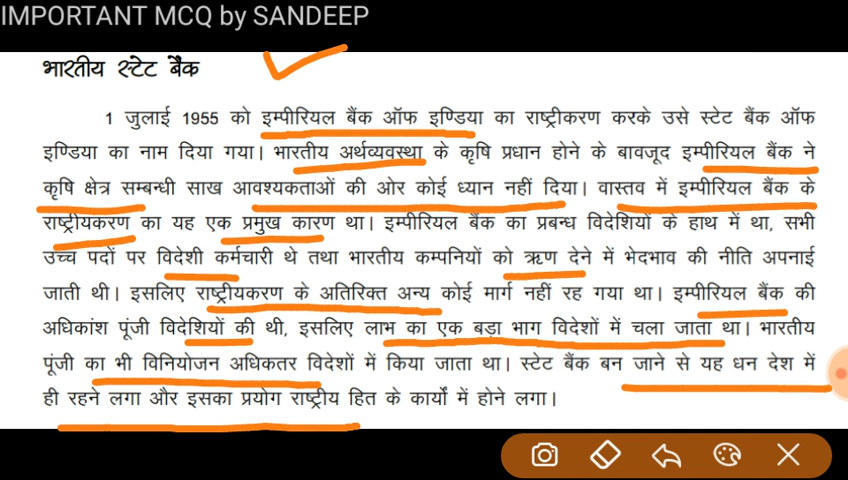 IMPORTANT MCQ by SANDEEP
भारतीय स्टेट बैंक
1 जुलाई 1955 को इम्पीरियल बैंक ऑफ इण्डिया का राष्ट्रीकरण करके उसे स्टेट बैंक ऑफ
इण्डिया का नाम दिया गया। भारतीय अर्थव्यवस्था के कृषि प्रधान होने के बावजूद इम्पीरियल बैंक ने
कृषि क्षेत्र सम्बन्धी साख आवश्यकताओं की ओर कोई ध्यान नहीं दिया। वास्तव में इम्पीरियल बैंक के
राष्ट्रीयकरण का यह एक प्रमुख कारण था। इम्पीरियल बैंक का प्रबन्ध विदेशियों के हाथ में था, सभी
उच्च पदों पर विदेशी कर्मचारी थे तथा भारतीय कम्पनियों को ऋण देने में भेदभाव की नीति अपनाई
जाती थी। इसलिए राष्ट्रीयकरण के अतिरिक्त अन्य कोई मार्ग नहीं रह गया था। इम्पीरियल बैंक की
अधिकांश पूंजी विदेशियों की थी, इसलिए लाभ का एक बड़ा भाग विदेशों में चला जाता था। भारतीय
पूंजी का भी विनियोजन अधिकतर विदेशों में किया जाता था। स्टेट बैंक बन जाने से यह धन देश में
ही रहने लगा और इसका प्रयोग राष्ट्रीय हित के कार्यों में होने लगा।